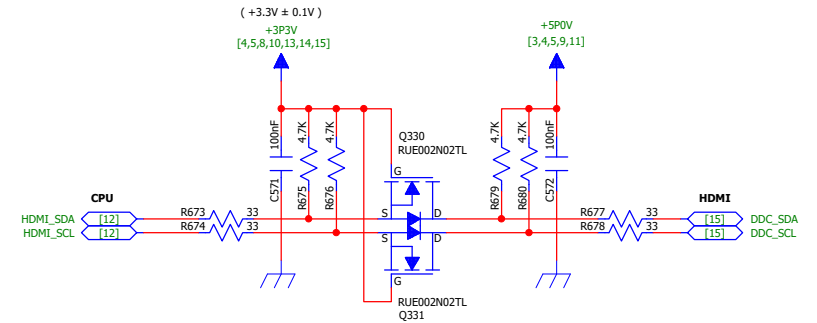 ( +3.3V ± 0.1V )
+3P3V
[4,5,8,10,13,14,15]
+5P0V
[3,4,5,9,11]
100nF
C571
4.7K
R675
4.7K
R676
Q330
RUE002N02TL
4.7K
R679
4.7K
R680
100nF
C572
G
CPU
HDMI
HDMI_SDA
[12]
R673
33
S
D
R677
33
[15]
DDC_SDA
HDMI_SCL
[12]
R674
33
S
D
R678
33
[15]
DDC_SCL
G
RUE002N02TL
Q331